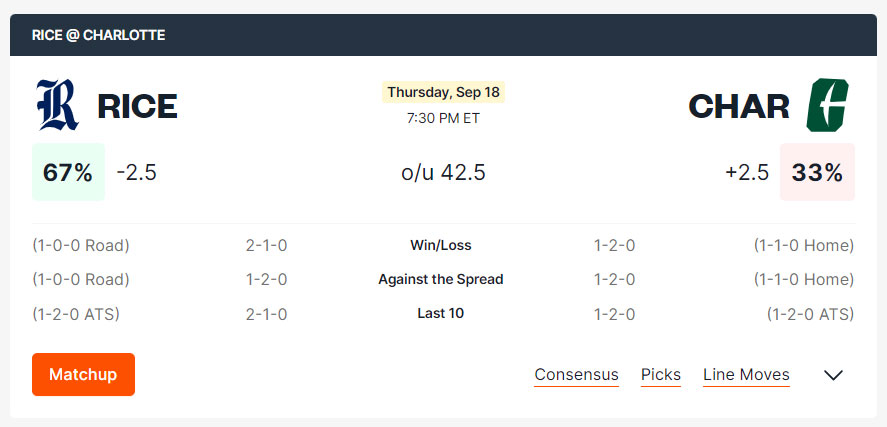 RICE @ CHARLOTTE
RICE
Thursday, Sep 18
7:30 PM ET
CHAR
67% -2.5 o/u 42.5 +2.5 33%
(1-0-0 Road) 2-1-0 Win/Loss 1-2-0 (1-1-0 Home)
(1-0-0 Road) 1-2-0 Against the Spread 1-2-0 (1-1-0 Home)
(1-2-0 ATS) 2-1-0 Last 10 1-2-0 (1-2-0 ATS)
Matchup Consensus Picks Line Moves